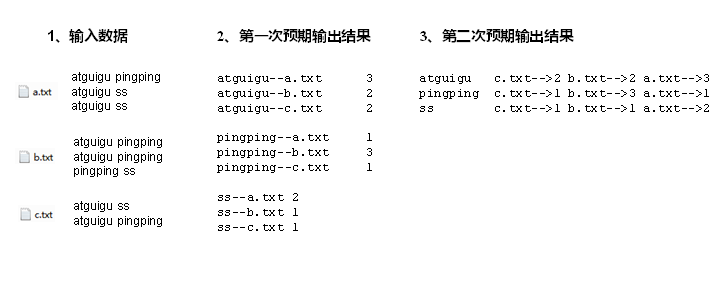 1、输入数据
a.txt
atguigu pingping
atguigu ss
atguigu ss
b.txt
atguigu pingping
atguigu pingping
pingping ss
c.txt
atguigu ss
atguigu pingping
2、第一次预期输出结果
atguigu--a.txt 3
atguigu--b.txt 2
atguigu--c.txt 2
pingping--a.txt 1
pingping--b.txt 3
pingping--c.txt 1
ss--a.txt 2
ss--b.txt 1
ss--c.txt 1
3、第二次预期输出结果
atguigu c.txt-->2 b.txt-->2 a.txt-->3
pingping c.txt-->1 b.txt-->3 a.txt-->1
ss c.txt-->1 b.txt-->1 a.txt-->2